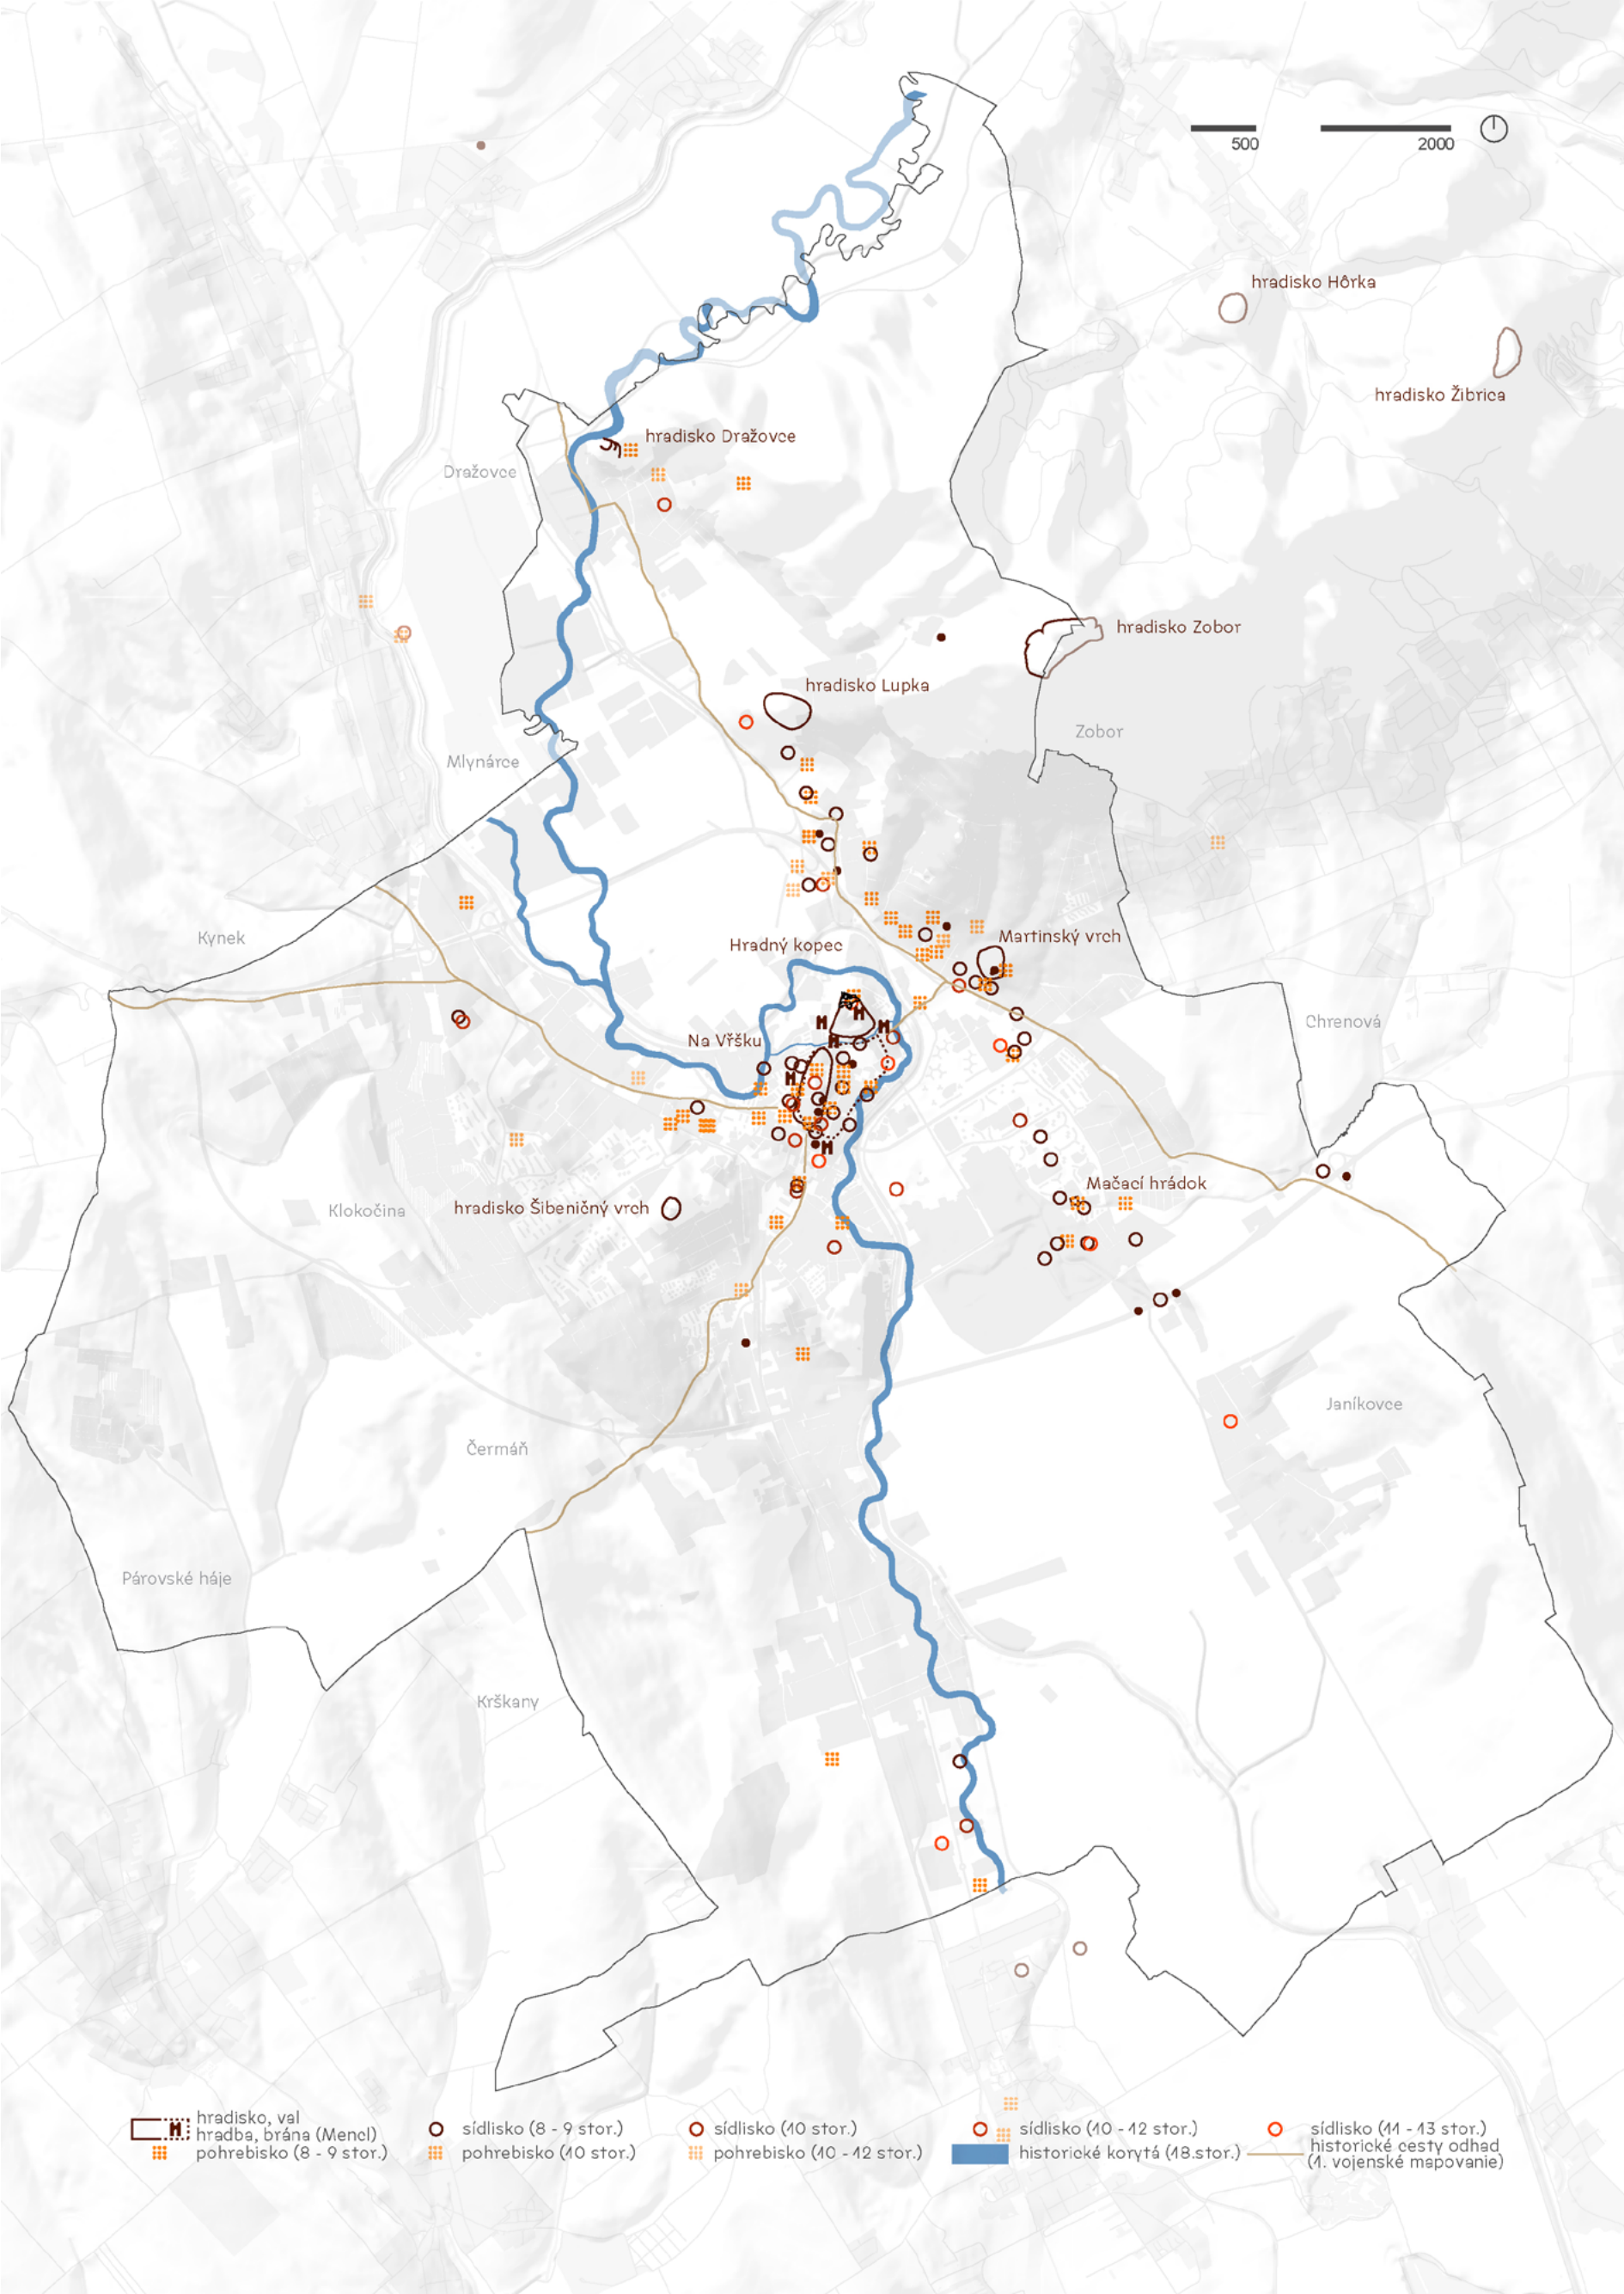 500
2000
hradisko Hôrka
hradisko Žibrica
hradisko Dražovce
Dražovce
hradisko Zobor
hradisko Lupka
Zobor
Mlynárce
Kynek
Hradný kopec
Martinský vrch
Chrenová
Na Vŕšku
Mačací hrádok
hradisko Šibeničný vrch
Klokočina
Janíkovce
Čermáň
Párovské háje
Krškany
hradisko, val
hradba, brána (Mencl)
pohrebisko (8 - 9 stor.)
sídlisko (8 - 9 stor.)
pohrebisko (10 stor.)
sídlisko (10 stor.)
pohrebisko (10 - 12 stor.)
sídlisko (10 - 12 stor.)
historické korytá (18.stor.)
sídlisko (11 - 13 stor.)
historické cesty odhad
(1. vojenské mapovanie)